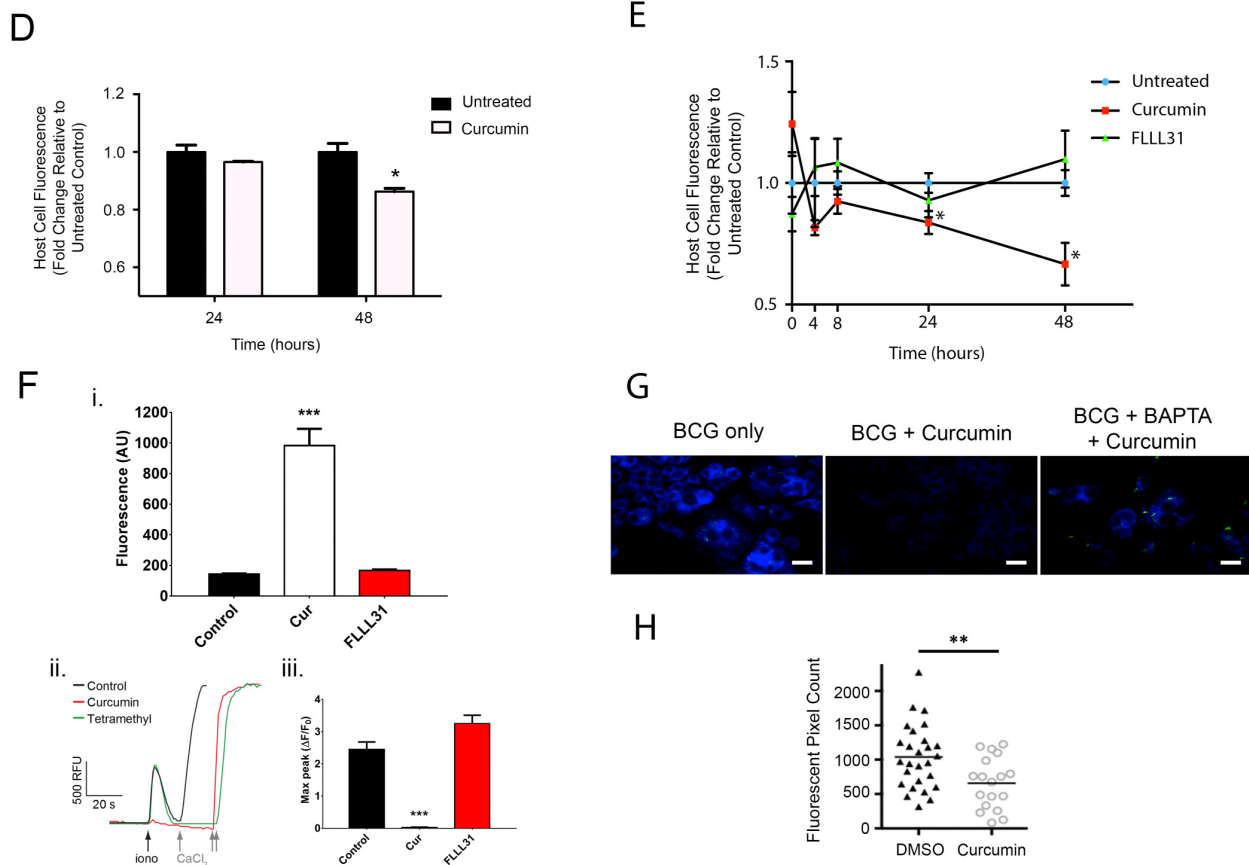 D
Host Cell Fluorescence
(Fold Change Relative to
Untreated Control)
1.2
1.0
0.8
0.6
Untreated
Curcumin
*
24
48
Time (hours)
E
Host Cell Fluorescence
(Fold Change Relative to
Untreated Control)
1.5
1.0
0.5
Untreated
Curcumin
FLLL31
*
*
0
4
8
24
48
Time (hours)
F
i.
Fluorescence (AU)
1200
1000
800
600
400
200
0
***
Control
Cur
FLLL31
ii.
Control
Curcumin
Tetramethyl
500 RFU
20 s
iono
CaCl₂
iii.
Max peak (ΔF/F₀)
4
3
2
1
0
***
Control
Cur
FLLL31
G
BCG only
BCG + Curcumin
BCG + BAPTA
+ Curcumin
H
Fluorescent Pixel Count
2000
1500
1000
500
0
**
DMSO
Curcumin